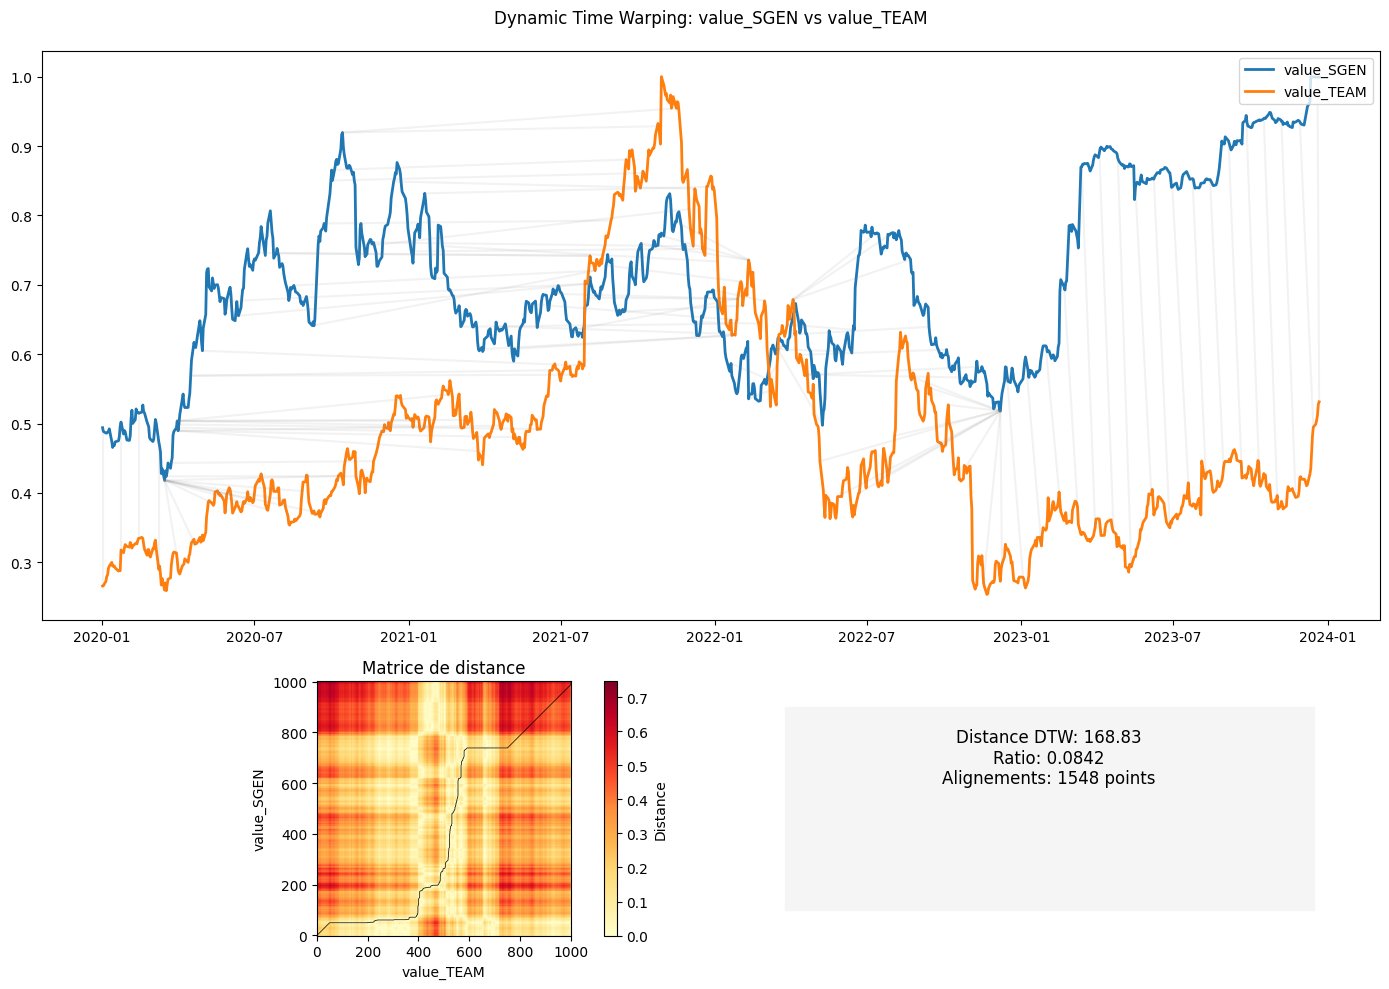 Dynamic Time Warping: value_SGEN vs value_TEAM
1.0
0.9
0.8
0.7
0.6
0.5
0.4
0.3
value_SGEN
value_TEAM
2020-01 2020-07 2021-01 2021-07 2022-01 2022-07 2023-01 2023-07 2024-01
Matrice de distance
1000
800
600
400
200
0
value_SGEN
0 200 400 600 800 1000
value_TEAM
0.7
0.6
0.5
0.4
0.3
0.2
0.1
0.0
Distance
Distance DTW: 168.83
Ratio: 0.0842
Alignements: 1548 points